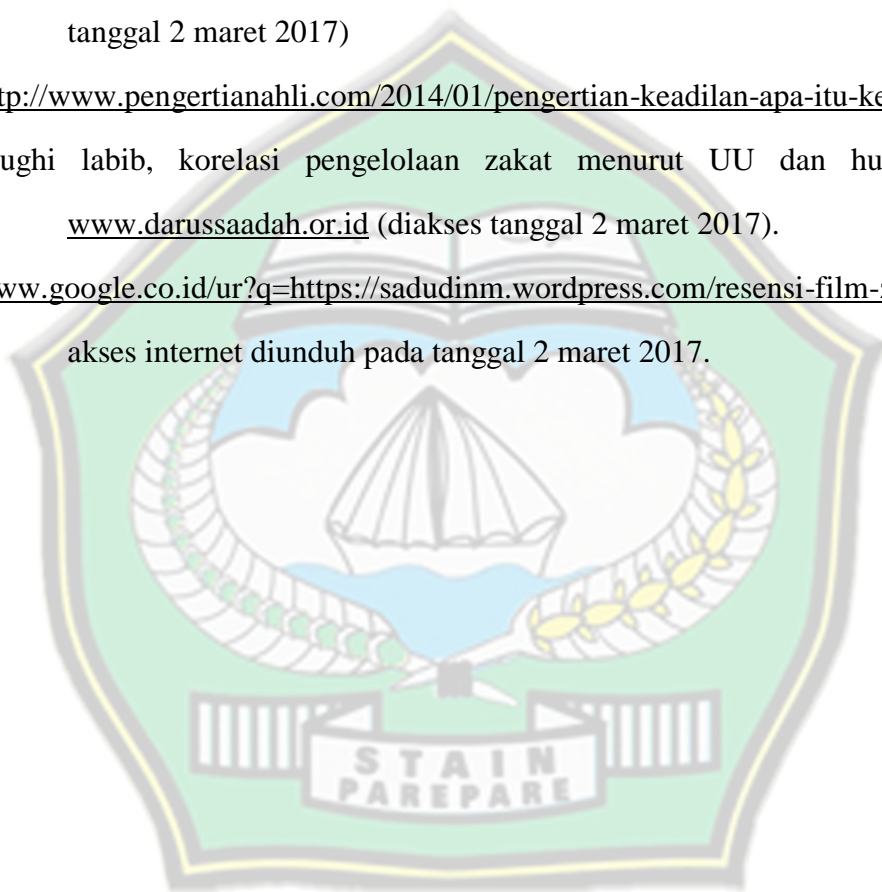 tanggal 2 maret 2017)
tp://www.pengertianahli.com/2014/01/pengertian-keadilan-apa-itu-ke
ughi labib, korelasi pengelolaan zakat menurut UU dan hu
www.darussaadah.or.id (diakses tanggal 2 maret 2017).
ww.google.co.id/ur?q=https://sadudinm.wordpress.com/resensi-film-
akses internet diunduh pada tanggal 2 maret 2017.
STAIN
PAREPARE